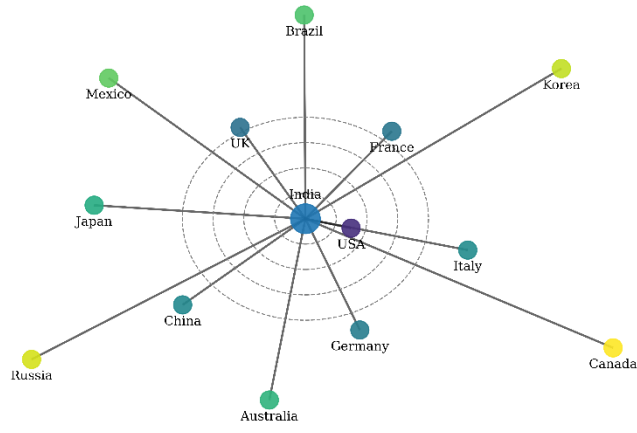 Brazil
Korea
Mexico
UK
France
India
Japan
USA
Italy
China
Germany
Canada
Russia
Australia